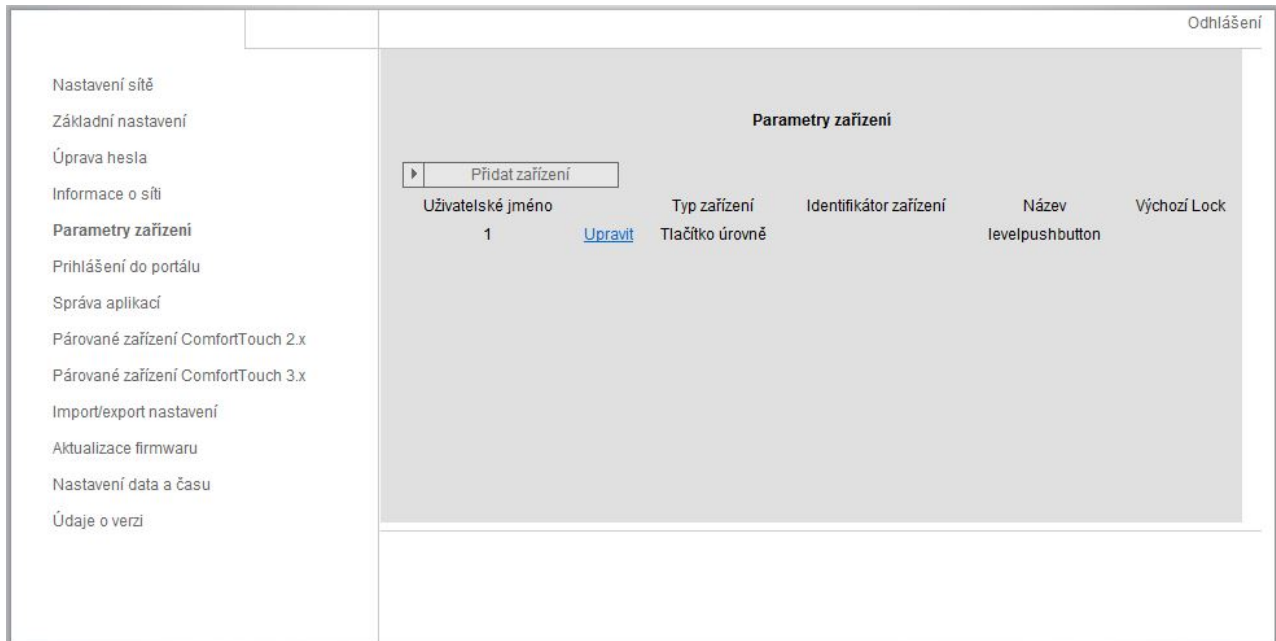 Odhlášení
Nastavení sítě
Základní nastavení
Úprava hesla
Informace o síti
Parametry zařízení
Prihlášení do portálu
Správa aplikací
Párované zařízení ComfortTouch 2.x
Párované zařízení ComfortTouch 3.x
Import/export nastavení
Aktualizace firmwaru
Nastavení data a času
Údaje o verzi
Parametry zařízení
Přidat zařízení
Uživatelské jméno Typ zařízení Identifikátor zařízení Název Výchozí Lock
1 Upravit Tlačítko úrovně levelpushbutton